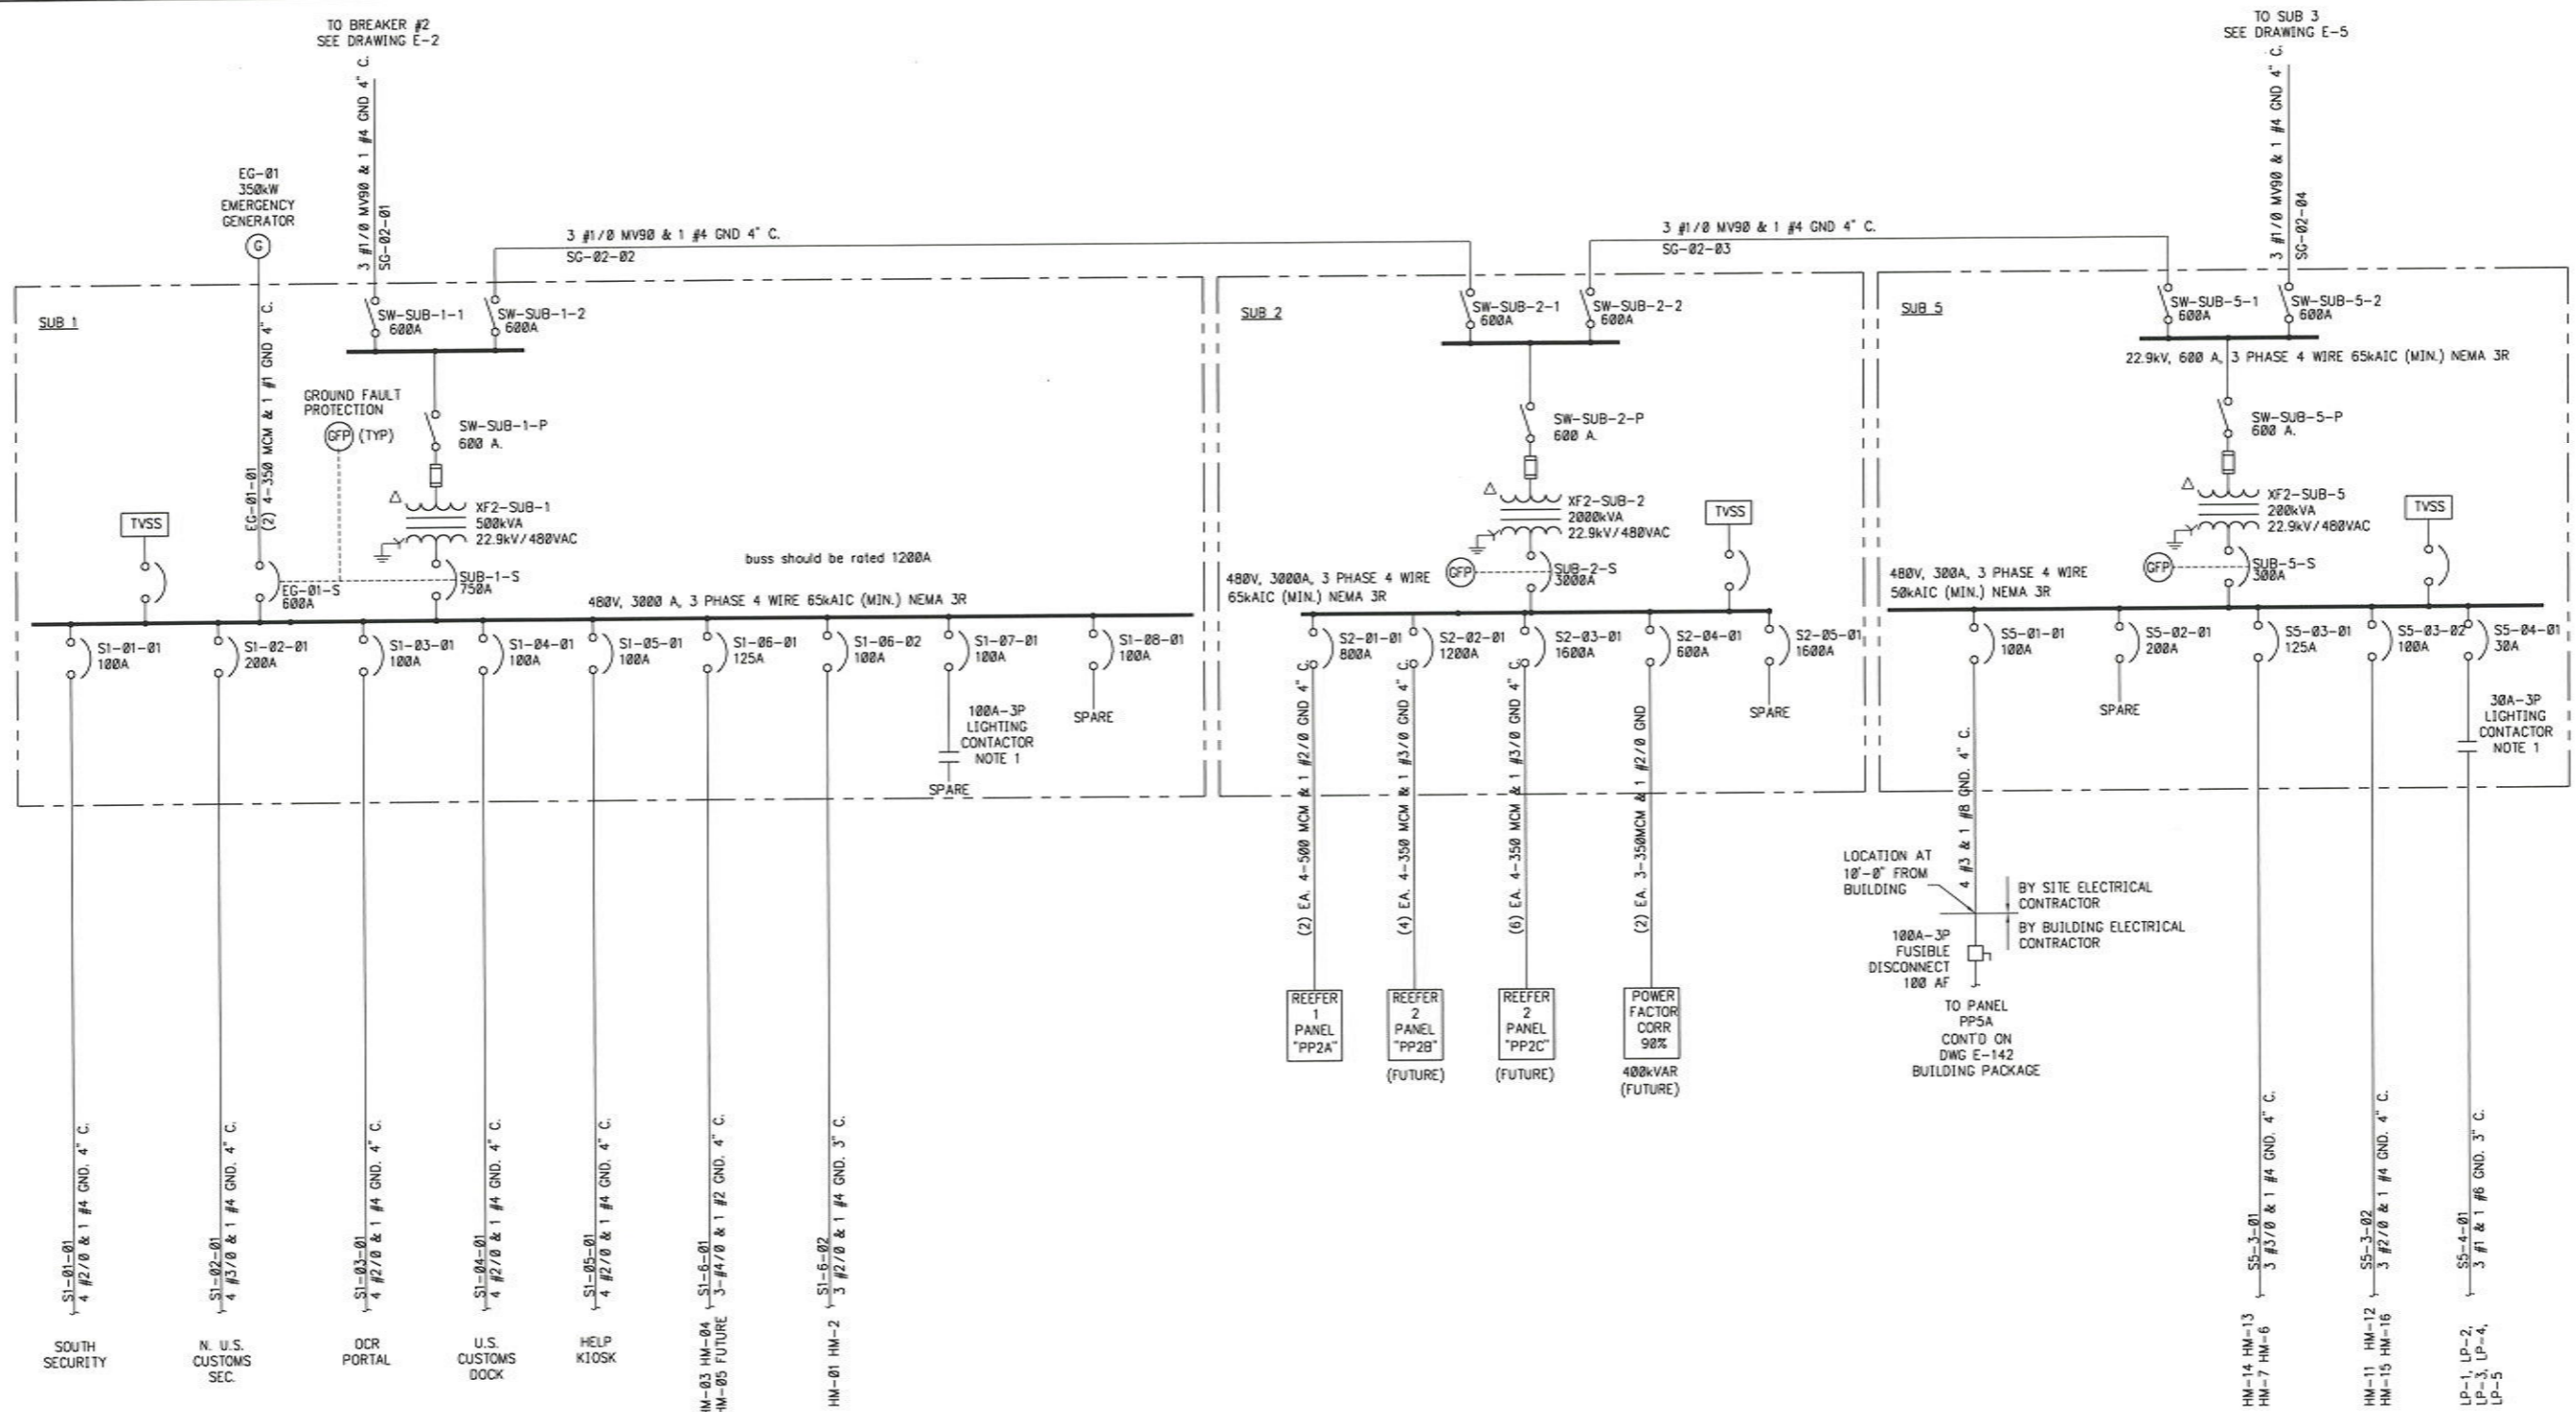 TO BREAKER #2
SEE DRAWING E-2
3 #1/0 MV90 & 1 #4 GND 4" C.
SG-02-01
EG-01
350kW
EMERGENCY
GENERATOR
G
EG-01-01
(2) 4-350 MCM & 1 #1 GND 4" C.
3 #1/0 MV90 & 1 #4 GND 4" C.
SG-02-02
3 #1/0 MV90 & 1 #4 GND 4" C.
SG-02-03
TO SUB 3
SEE DRAWING E-5
3 #1/0 MV90 & 1 #4 GND 4" C.
SG-02-04
SUB 1
SW-SUB-1-1
600A
SW-SUB-1-2
600A
GROUND FAULT
PROTECTION
GFP (TYP)
SW-SUB-1-P
600 A.
XF2-SUB-1
500kVA
22.9kV/480VAC
TVSS
EG-01-S
600A
SUB-1-S
750A
buss should be rated 1200A
480V, 3000 A, 3 PHASE 4 WIRE 65kAIC (MIN.) NEMA 3R
S1-01-01
100A
S1-02-01
200A
S1-03-01
100A
S1-04-01
100A
S1-05-01
100A
S1-06-01
125A
S1-06-02
100A
S1-07-01
100A
S1-08-01
100A
100A-3P
LIGHTING
CONTACTOR
NOTE 1
SPARE
SPARE
S1-01-01
4 #2/0 & 1 #4 GND. 4" C.
SOUTH
SECURITY
S1-02-01
4 #3/0 & 1 #4 GND. 4" C.
N. U.S.
CUSTOMS
SEC.
S1-03-01
4 #2/0 & 1 #4 GND. 4" C.
OCR
PORTAL
S1-04-01
4 #2/0 & 1 #4 GND. 4" C.
U.S.
CUSTOMS
DOCK
S1-05-01
4 #2/0 & 1 #4 GND. 4" C.
HELP
KIOSK
S1-6-01
3-#4/0 & 1 #2 GND. 4" C.
HM-03 HM-04
HM-05 FUTURE
S1-6-02
3 #2/0 & 1 #4 GND. 3" C.
HM-01 HM-2
SUB 2
SW-SUB-2-1
600A
SW-SUB-2-2
600A
SW-SUB-2-P
600 A.
XF2-SUB-2
2000kVA
22.9kV/480VAC
TVSS
GFP
SUB-2-S
3000A
480V, 3000A, 3 PHASE 4 WIRE
65kAIC (MIN.) NEMA 3R
S2-01-01
800A
S2-02-01
1200A
S2-03-01
1600A
S2-04-01
600A
S2-05-01
1600A
SPARE
(2) EA. 4-500 MCM & 1 #2/0 GND 4" C.
(4) EA. 4-350 MCM & 1 #3/0 GND 4" C.
(6) EA. 4-350 MCM & 1 #3/0 GND 4" C.
(2) EA. 3-350MCM & 1 #2/0 GND
REEFER
1
PANEL
"PP2A"
REEFER
2
PANEL
"PP2B"
(FUTURE)
REEFER
2
PANEL
"PP2C"
(FUTURE)
POWER
FACTOR
CORR
90%
400kVAR
(FUTURE)
SUB 5
SW-SUB-5-1
600A
SW-SUB-5-2
600A
22.9kV, 600 A, 3 PHASE 4 WIRE 65kAIC (MIN.) NEMA 3R
SW-SUB-5-P
600 A.
XF2-SUB-5
200kVA
22.9kV/480VAC
TVSS
GFP
SUB-5-S
300A
480V, 300A, 3 PHASE 4 WIRE
50kAIC (MIN.) NEMA 3R
S5-01-01
100A
S5-02-01
200A
S5-03-01
125A
S5-03-02
100A
S5-04-01
30A
SPARE
30A-3P
LIGHTING
CONTACTOR
NOTE 1
4 #3 & 1 #8 GND. 4" C.
LOCATION AT
10'-0" FROM
BUILDING
BY SITE ELECTRICAL
CONTRACTOR
BY BUILDING ELECTRICAL
CONTRACTOR
100A-3P
FUSIBLE
DISCONNECT
100 AF
TO PANEL
PP5A
CONT'D ON
DWG E-142
BUILDING PACKAGE
S5-3-01
3 #3/0 & 1 #4 GND. 4" C.
HM-14 HM-13
HM-7 HM-6
S5-3-02
3 #2/0 & 1 #4 GND. 4" C.
HM-11 HM-12
HM-15 HM-16
S5-4-01
3 #1 & 1 #6 GND. 3" C.
LP-1, LP-2,
LP-3, LP-4,
LP-5